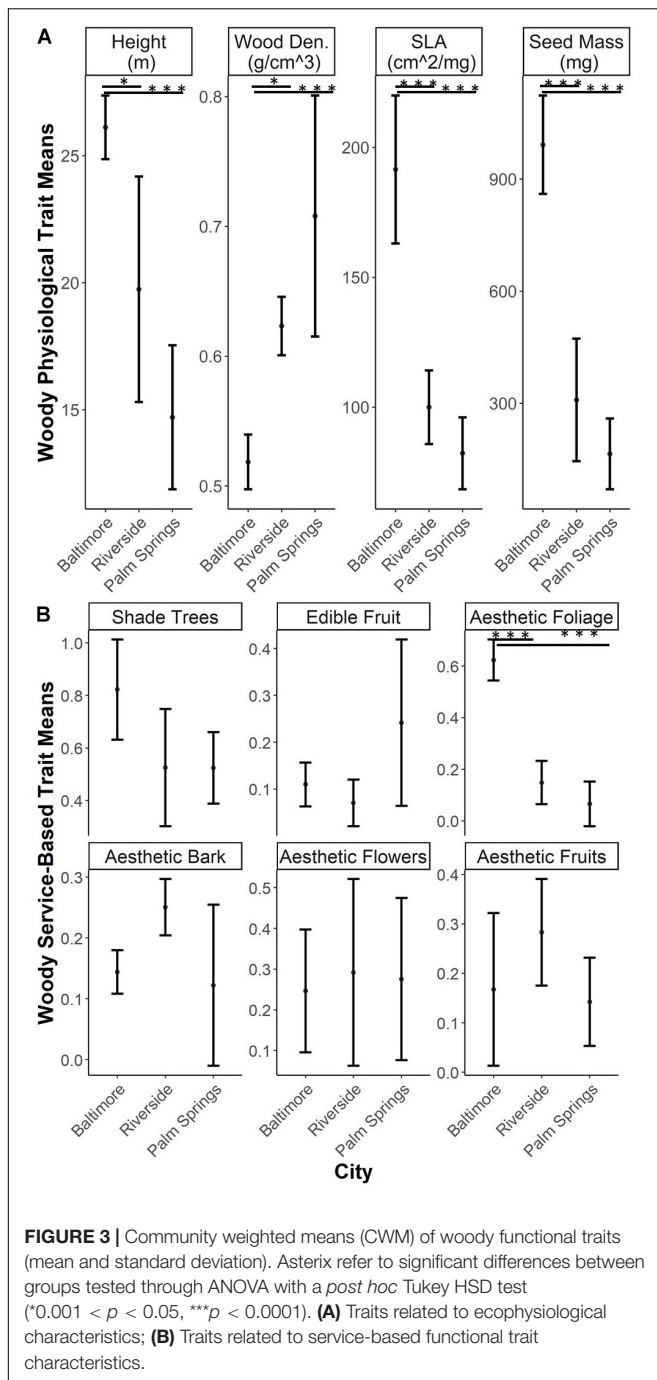 A
Height
(m)
Wood Den.
(g/cm^3)
SLA
(cm^2/mg)
Seed Mass
(mg)
* ***
* ***
*** ***
*** ***
Woody Physiological Trait Means
25
20
15
0.8
0.7
0.6
0.5
200
150
100
900
600
300
Baltimore
Riverside
Palm Springs
Baltimore
Riverside
Palm Springs
Baltimore
Riverside
Palm Springs
Baltimore
Riverside
Palm Springs
B
Shade Trees
Edible Fruit
Aesthetic Foliage
*** ***
Woody Service-Based Trait Means
1.0
0.8
0.6
0.4
0.4
0.3
0.2
0.1
0.6
0.4
0.2
0.0
Aesthetic Bark
Aesthetic Flowers
Aesthetic Fruits
0.3
0.2
0.1
0.0
0.5
0.4
0.3
0.2
0.1
0.4
0.3
0.2
0.1
0.0
Baltimore
Riverside
Palm Springs
Baltimore
Riverside
Palm Springs
Baltimore
Riverside
Palm Springs
City
FIGURE 3 | Community weighted means (CWM) of woody functional traits
(mean and standard deviation). Asterix refer to significant differences between
groups tested through ANOVA with a post hoc Tukey HSD test
(*0.001 < p < 0.05, ***p < 0.0001). (A) Traits related to ecophysiological
characteristics; (B) Traits related to service-based functional trait
characteristics.